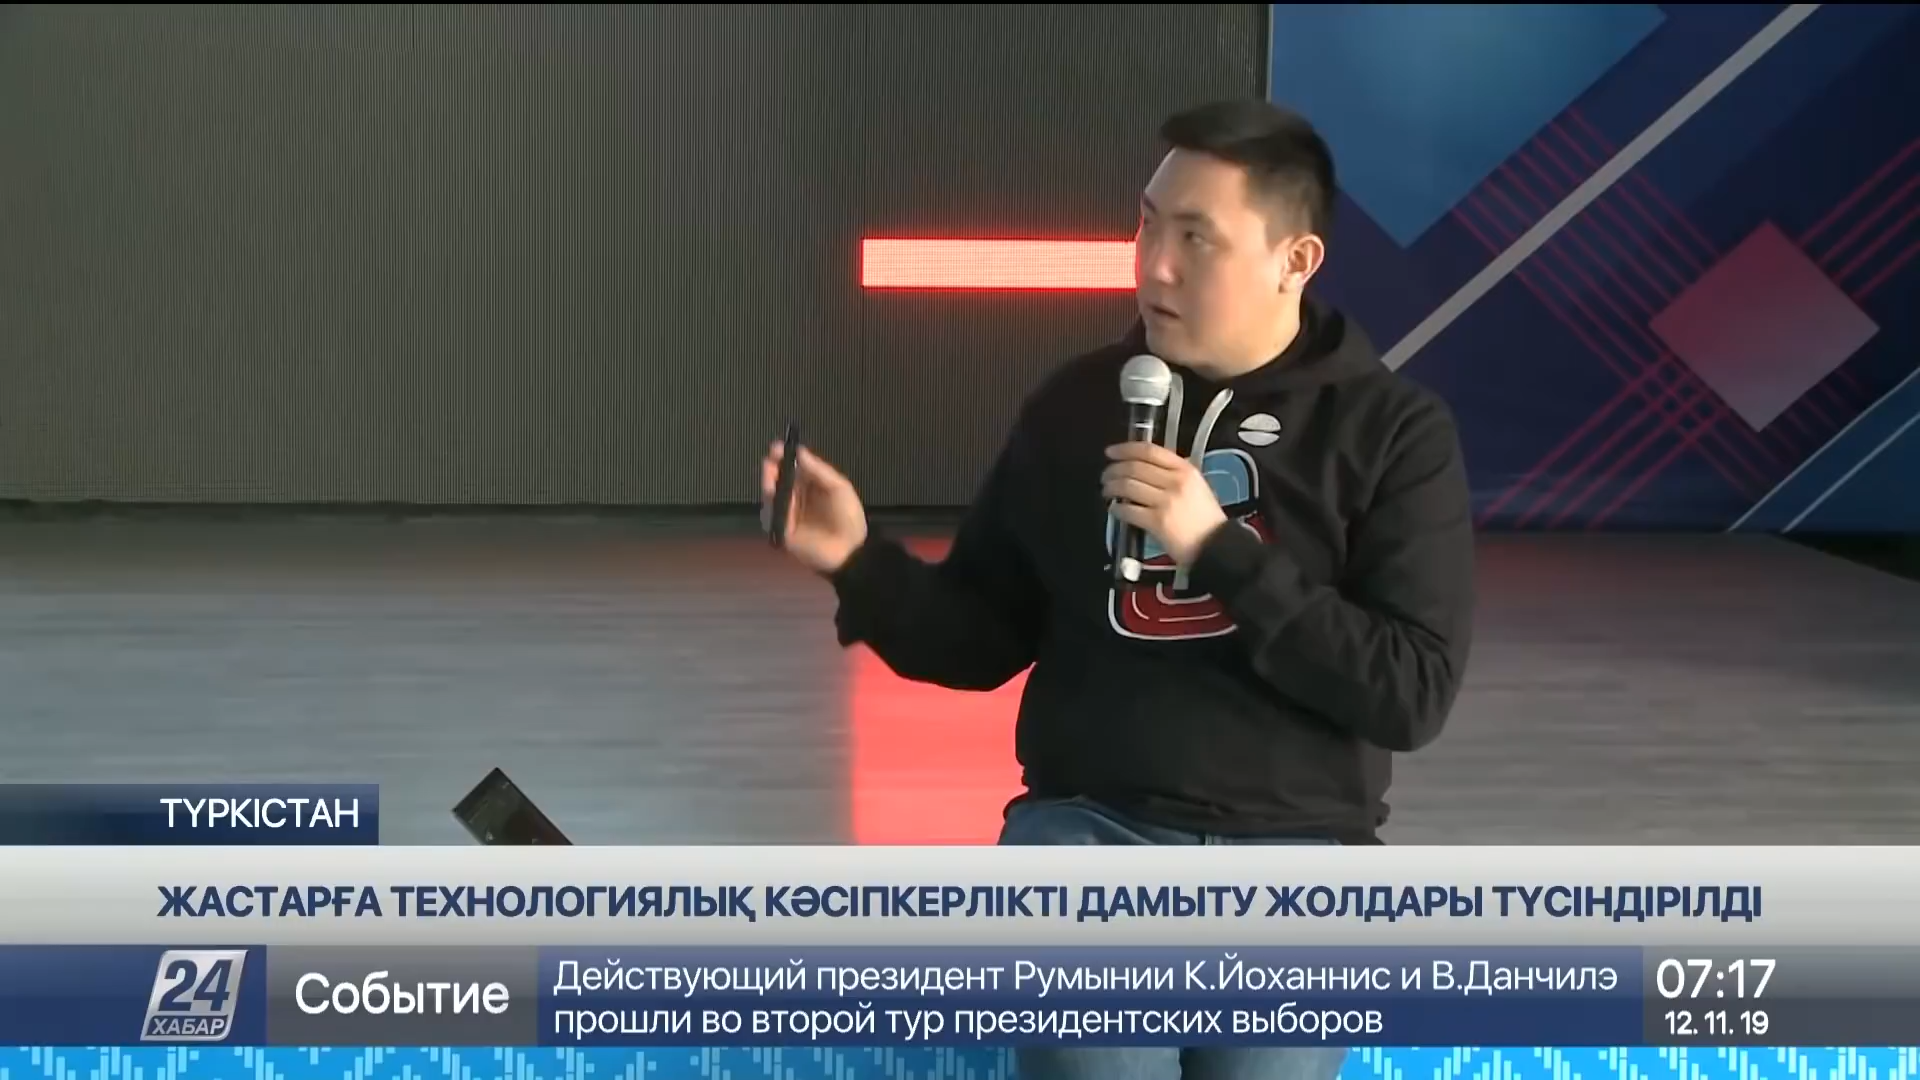 ТҮРКІСТАН
ЖАСТАРҒА ТЕХНОЛОГИЯЛЫҚ КӘСІПКЕРЛІКТІ ДАМЫТУ ЖОЛДАРЫ ТҮСІНДІРІЛДІ
24
ХАБАР
Событие
Действующий президент Румынии К.Йоханнис и В.Данчилэ
прошли во второй тур президентских выборов
07:17
12.11.19